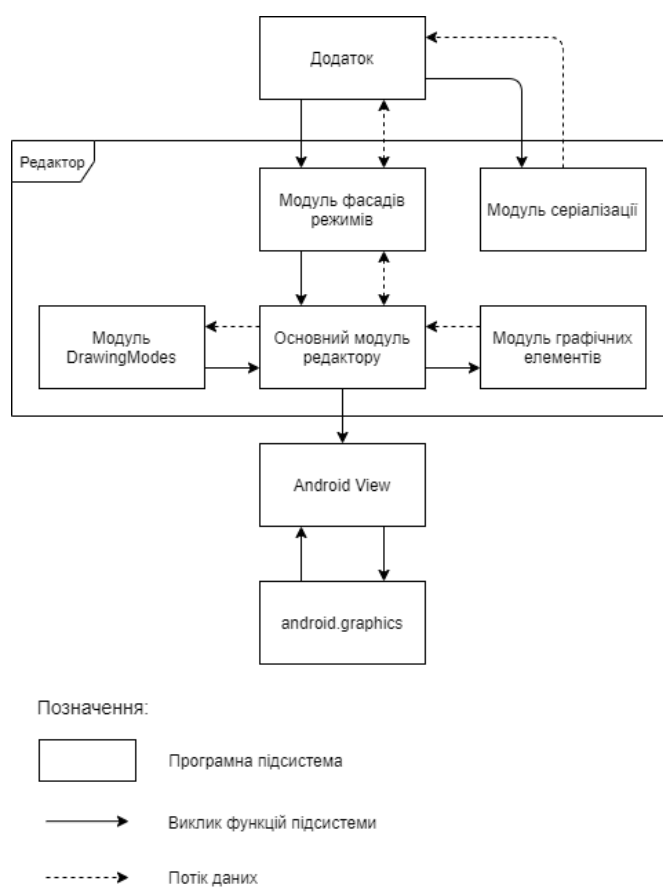 Додаток
Редактор
Модуль фасадів
режимів
Модуль серіалізації
Модуль
DrawingModes
Основний модуль
редактору
Модуль графічних
елементів
Android View
android.graphics
Позначення:
Програмна підсистема
Виклик функцій підсистеми
Потік даних